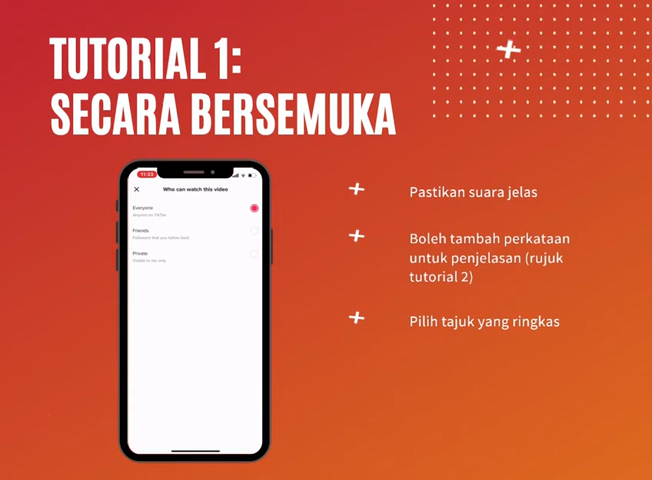 TUTORIAL 1:
SECARA BERSEMUKA
11:33
Who can watch this video
Everyone
Anyone on TikTok
Friends
Followers that you follow back
Private
Visible to me only
Pastikan suara jelas
Boleh tambah perkataan
untuk penjelasan (rujuk
tutorial 2)
Pilih tajuk yang ringkas